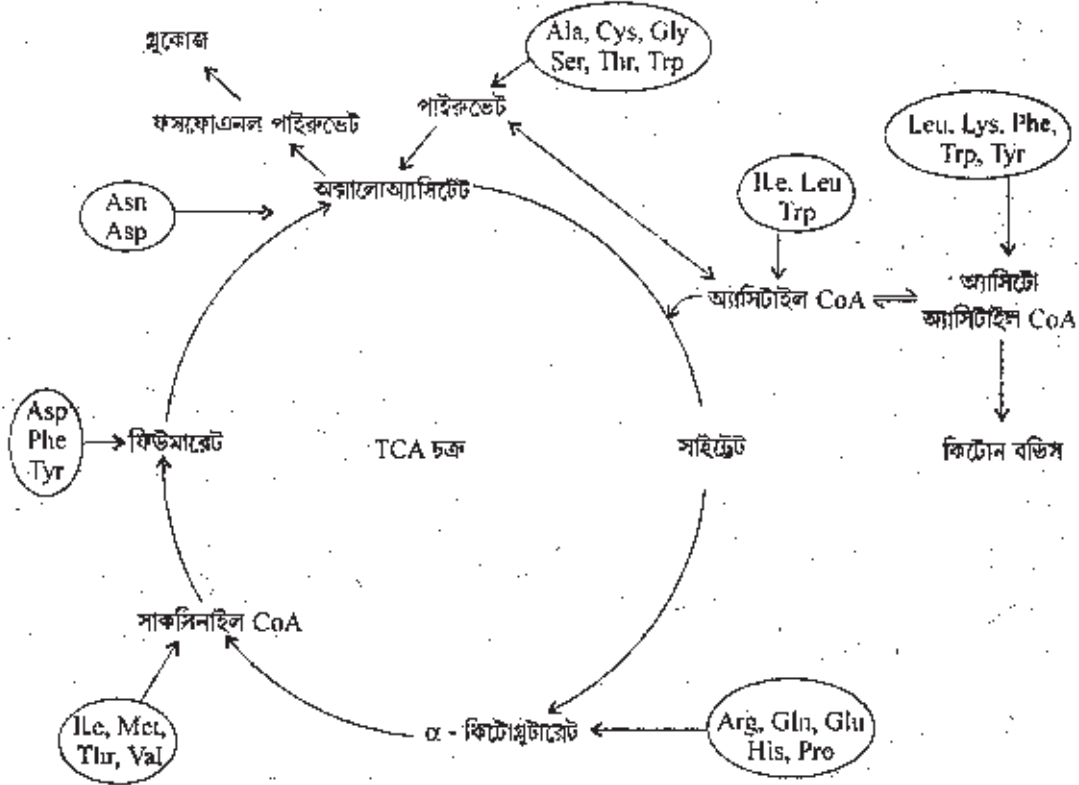 গ্লুকোজ
Ala, Cys, Gly
Ser, Thr, Trp
ফসফোএনল পাইরুভেট
পাইরুভেট
Leu, Lys, Phe,
Trp, Tyr
অক্সালোঅ্যাসিটেট
ILe, Leu
Trp
Asn
Asp
অ্যাসিটাইল CoA
অ্যাসিটো
অ্যাসিটাইল CoA
Asp
Phe
Tyr
ফিউমারেট
TCA চক্র
সাইট্রেট
কিটোন বডিস
সাকসিনাইল CoA
ILe, Met,
Thr, Val
α - কিটোগ্লুটারেট
Arg, Gln, Glu
His, Pro